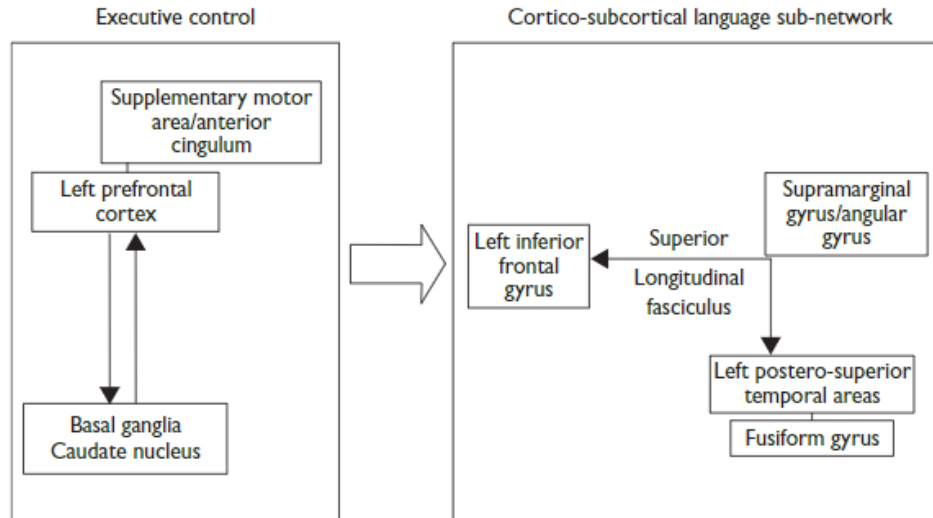 Executive control
Supplementary motor
area/anterior
cingulum
Left prefrontal
cortex
Basal ganglia
Caudate nucleus
Cortico-subcortical language sub-network
Supramarginal
gyrus/angular
gyrus
Left inferior
frontal
gyrus
Superior
Longitudinal
fasciculus
Left postero-superior
temporal areas
Fusiform gyrus